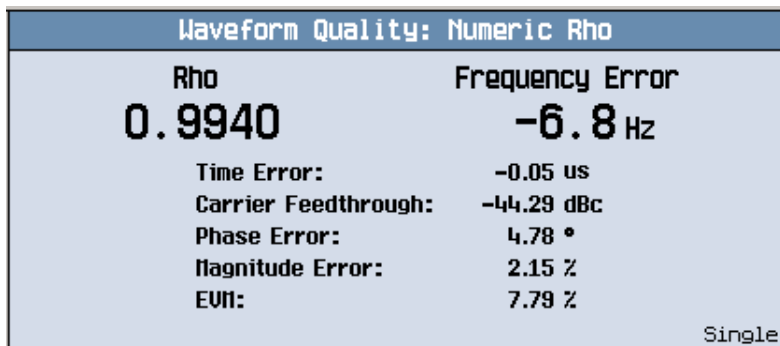 Waveform Quality: Numeric Rho
Rho Frequency Error
0.9940 -6.8 Hz
Time Error: -0.05 us
Carrier Feedthrough: -44.29 dBc
Phase Error: 4.78 °
Magnitude Error: 2.15 %
EVM: 7.79 %
Single